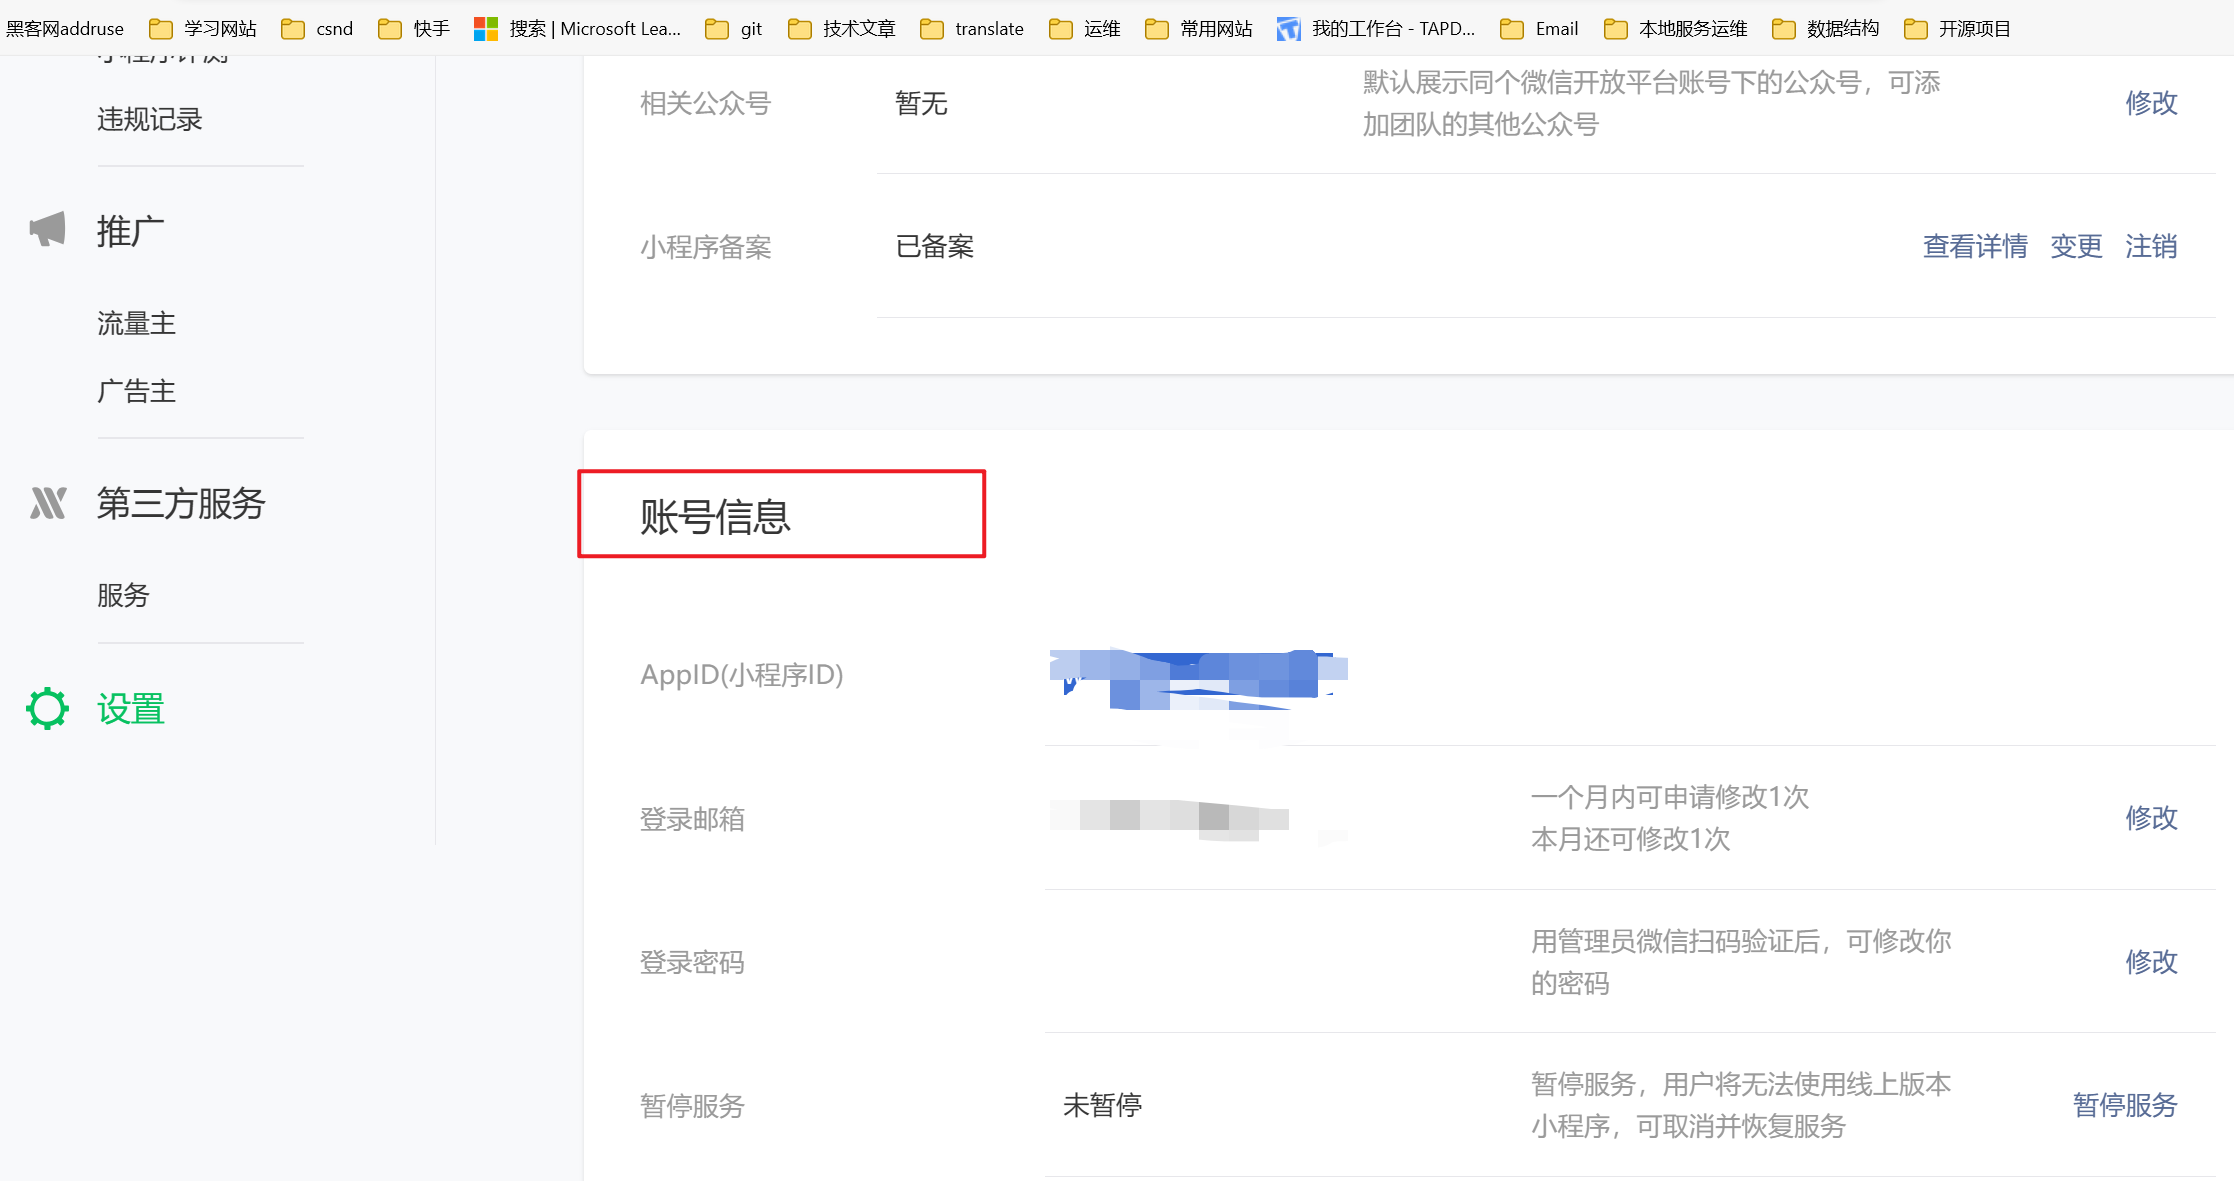 黑客网addruse 学习网站 csnd 快手 搜索 | Microsoft Lea... git 技术文章 translate 运维 常用网站 我的工作台 - TAPD... Email 本地服务运维 数据结构 开源项目
违规记录
推广
流量主
广告主
第三方服务
服务
设置
相关公众号 暂无 默认展示同个微信开放平台账号下的公众号，可添
加团队的其他公众号 修改
小程序备案 已备案 查看详情 变更 注销
账号信息
AppID(小程序ID)
登录邮箱 一个月内可申请修改1次
本月还可修改1次 修改
登录密码 用管理员微信扫码验证后，可修改你
的密码 修改
暂停服务 未暂停 暂停服务，用户将无法使用线上版本
小程序，可取消并恢复服务 暂停服务